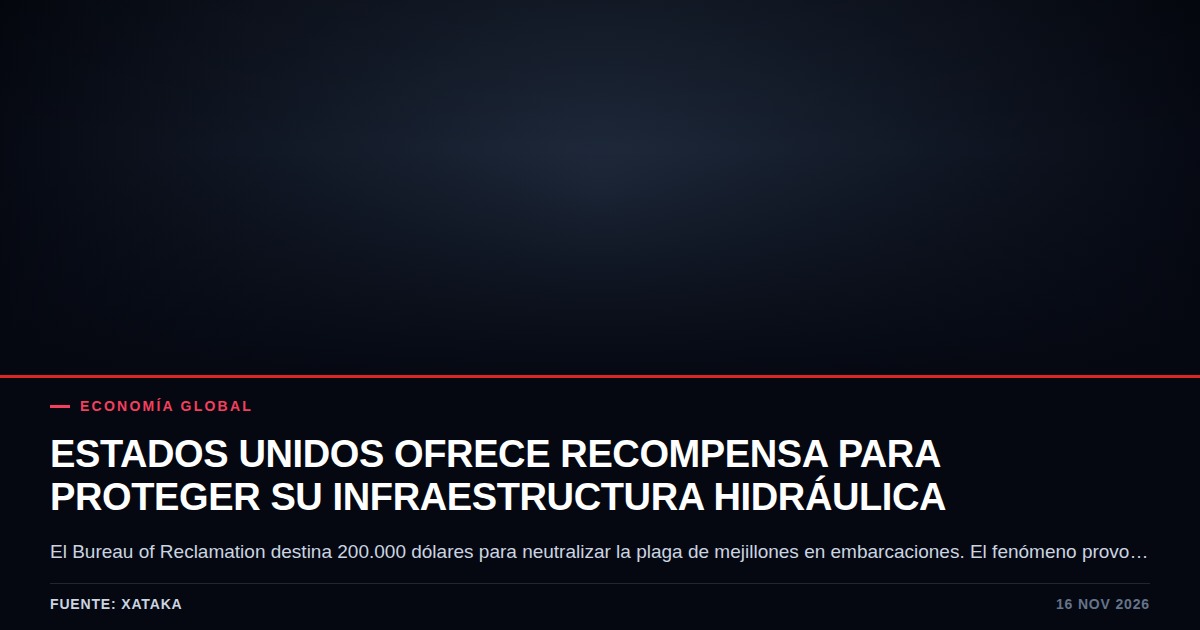 ECONOMÍA GLOBAL
ESTADOS UNIDOS OFRECE RECOMPENSA PARA
PROTEGER SU INFRAESTRUCTURA HIDRÁULICA
El Bureau of Reclamation destina 200.000 dólares para neutralizar la plaga de mejillones en embarcaciones. El fenómeno provo…
FUENTE: XATAKA
16 NOV 2026